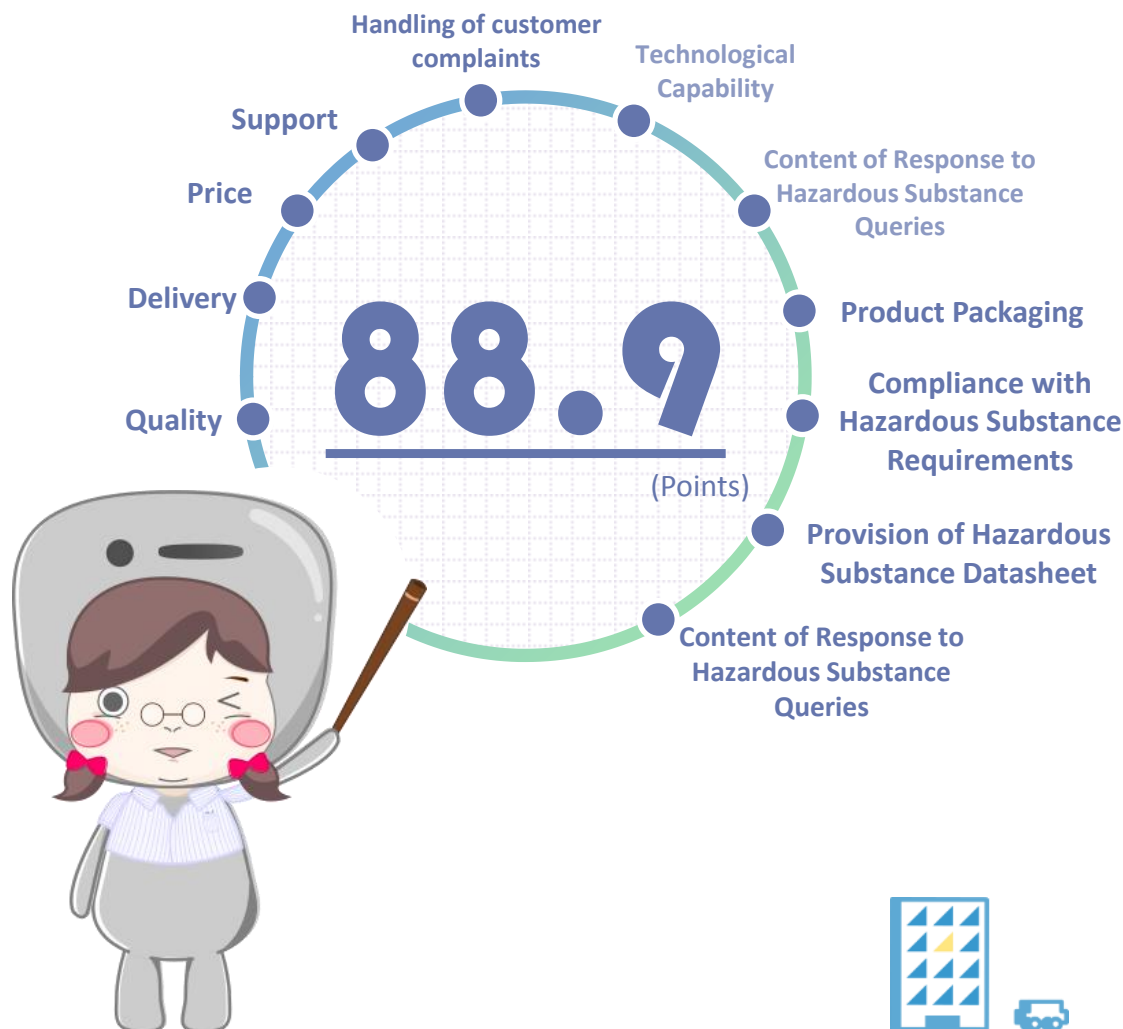 Handling of customer
complaints
Technological
Capability
Support
Content of Response to
Hazardous Substance
Queries
Price
Delivery
Product Packaging
88.9
Compliance with
Hazardous Substance
Requirements
Quality
(Points)
Provision of Hazardous
Substance Datasheet
Content of Response to
Hazardous Substance
Queries